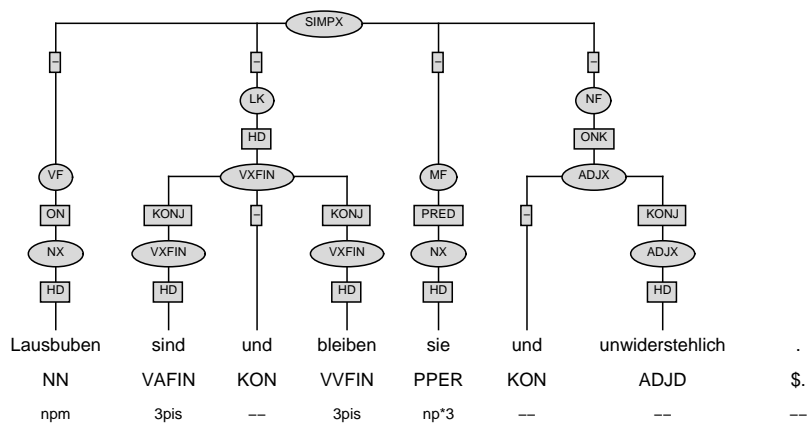 SIMPX
– – – –
LK NF
HD ONK
VF VXFIN MF ADJX
ON KONJ – KONJ PRED – KONJ
NX VXFIN VXFIN NX ADJX
HD HD HD HD HD
Lausbuben sind und bleiben sie und unwiderstehlich .
NN VAFIN KON VVFIN PPER KON ADJD $.
npm 3pis −− 3pis np*3 −− −− −−